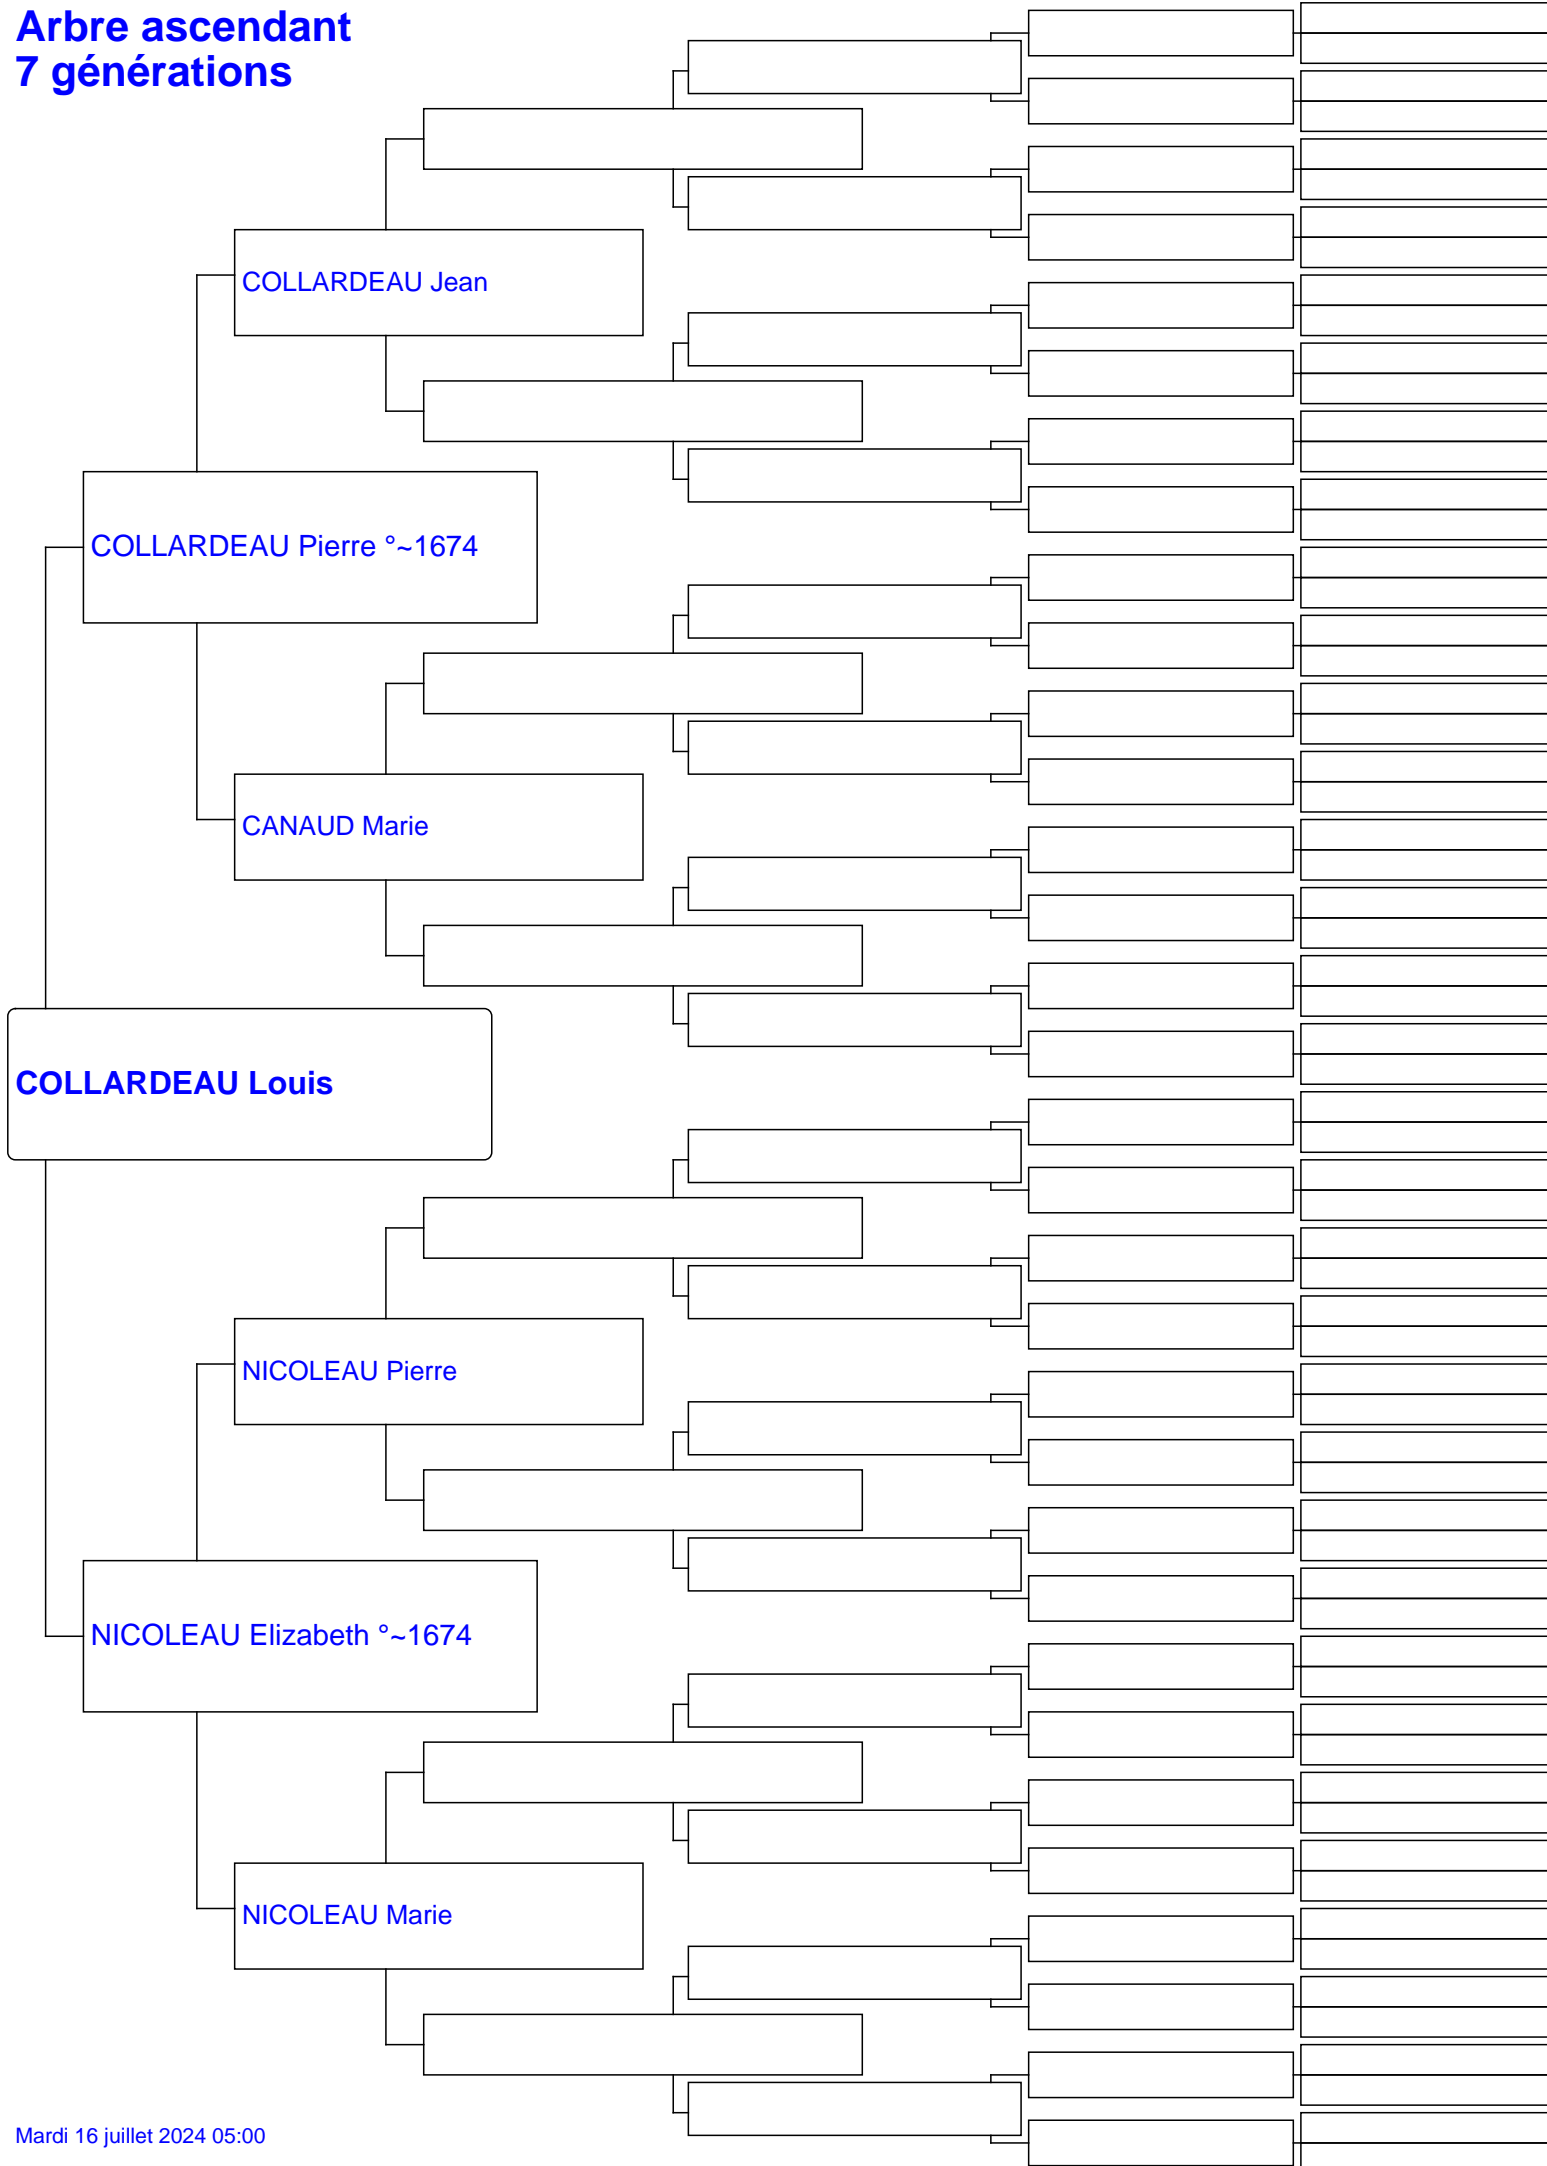 Arbre ascendant
7 générations
COLLARDEAU Jean
COLLARDEAU Pierre °~1674
CANAUD Marie
COLLARDEAU Louis
NICOLEAU Pierre
NICOLEAU Elizabeth °~1674
NICOLEAU Marie
Mardi 16 juillet 2024 05:00